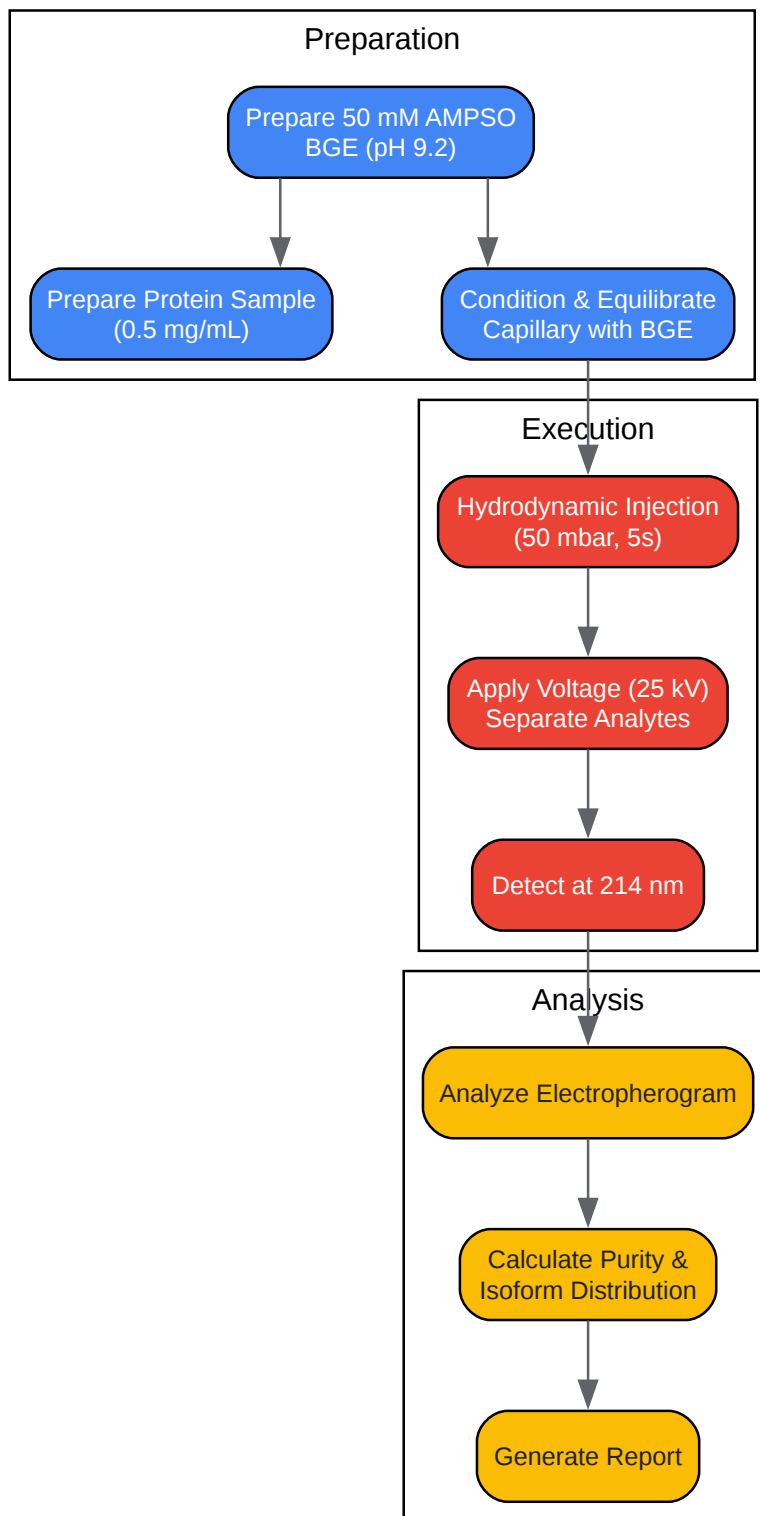 Preparation
Prepare 50 mM AMPSO
BGE (pH 9.2)
Prepare Protein Sample
(0.5 mg/mL)
Condition & Equilibrate
Capillary with BGE
Execution
Hydrodynamic Injection
(50 mbar, 5s)
Apply Voltage (25 kV)
Separate Analytes
Detect at 214 nm
Analysis
Analyze Electropherogram
Calculate Purity &
Isoform Distribution
Generate Report